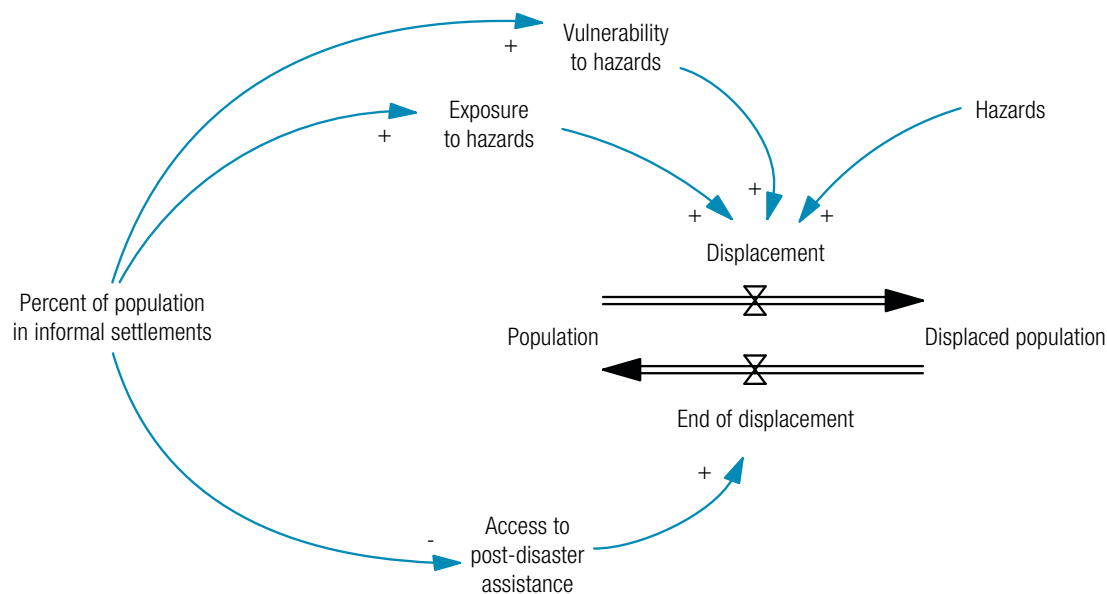 Vulnerability
to hazards
+
Exposure
to hazards
+
Hazards
+
+
+
Displacement
Percent of population
in informal settlements
Population
Displaced population
End of displacement
+
Access to
post-disaster
assistance
-